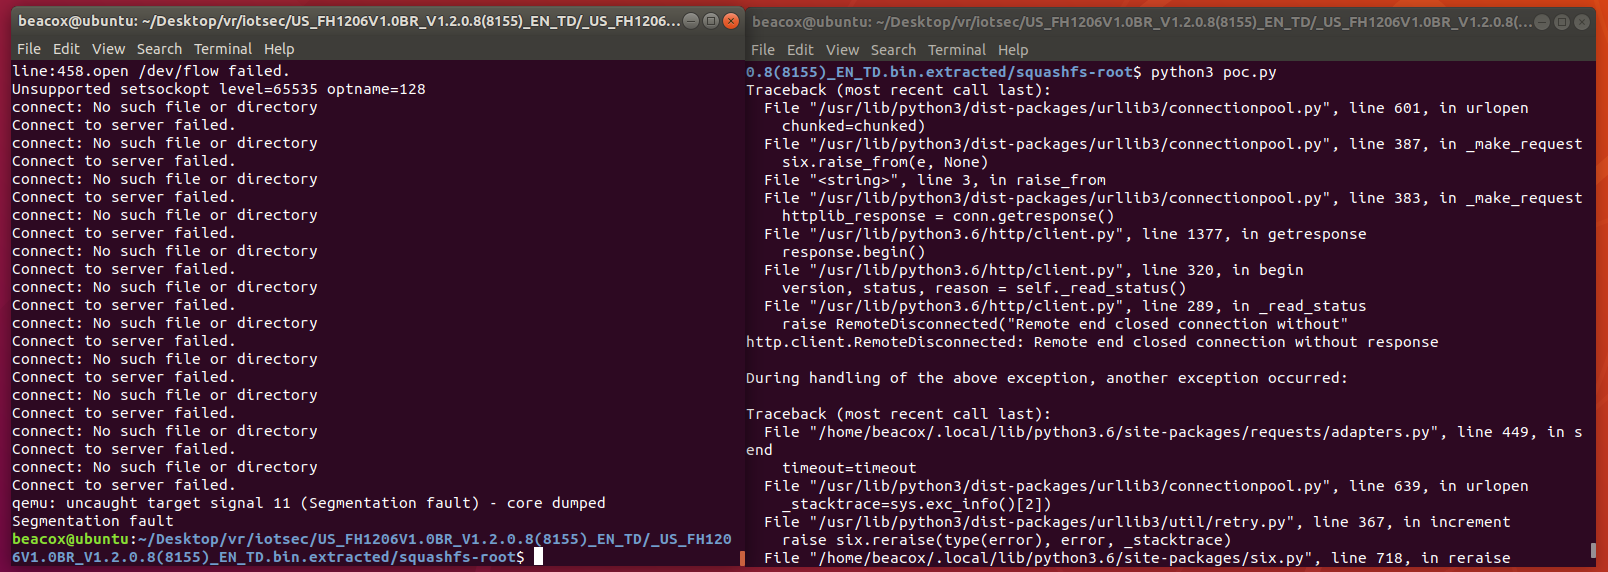 beacox@ubuntu: ~/Desktop/vr/iotsec/US_FH1206V1.0BR_V1.2.0.8(8155)_EN_TD/_US_FH1206...
File Edit View Search Terminal Help
line:458.open /dev/flow failed.
Unsupported setsockopt level=65535 optname=128
connect: No such file or directory
Connect to server failed.
connect: No such file or directory
Connect to server failed.
connect: No such file or directory
Connect to server failed.
connect: No such file or directory
Connect to server failed.
connect: No such file or directory
Connect to server failed.
connect: No such file or directory
Connect to server failed.
connect: No such file or directory
Connect to server failed.
connect: No such file or directory
Connect to server failed.
connect: No such file or directory
Connect to server failed.
connect: No such file or directory
Connect to server failed.
connect: No such file or directory
Connect to server failed.
qemu: uncaught target signal 11 (Segmentation fault) - core dumped
Segmentation fault
beacox@ubuntu:~/Desktop/vr/iotsec/US_FH1206V1.0BR_V1.2.0.8(8155)_EN_TD/_US_FH120
6V1.0BR_V1.2.0.8(8155)_EN_TD.bin.extracted/squashfs-root$
beacox@ubuntu: ~/Desktop/vr/iotsec/US_FH1206V1.0BR_V1.2.0.8(8155)_EN_TD/_US_FH1206V1.0BR_V1.2.0.8(...
File Edit View Search Terminal Help
0.8(8155)_EN_TD.bin.extracted/squashfs-root$ python3 poc.py
Traceback (most recent call last):
  File "/usr/lib/python3/dist-packages/urllib3/connectionpool.py", line 601, in urlopen
    chunked=chunked)
  File "/usr/lib/python3/dist-packages/urllib3/connectionpool.py", line 387, in _make_request
    six.raise_from(e, None)
  File "<string>", line 3, in raise_from
  File "/usr/lib/python3/dist-packages/urllib3/connectionpool.py", line 383, in _make_request
    httplib_response = conn.getresponse()
  File "/usr/lib/python3.6/http/client.py", line 1377, in getresponse
    response.begin()
  File "/usr/lib/python3.6/http/client.py", line 320, in begin
    version, status, reason = self._read_status()
  File "/usr/lib/python3.6/http/client.py", line 289, in _read_status
    raise RemoteDisconnected("Remote end closed connection without"
http.client.RemoteDisconnected: Remote end closed connection without response
During handling of the above exception, another exception occurred:
Traceback (most recent call last):
  File "/home/beacox/.local/lib/python3.6/site-packages/requests/adapters.py", line 449, in s
end
    timeout=timeout
  File "/usr/lib/python3/dist-packages/urllib3/connectionpool.py", line 639, in urlopen
    _stacktrace=sys.exc_info()[2])
  File "/usr/lib/python3/dist-packages/urllib3/util/retry.py", line 367, in increment
    raise six.reraise(type(error), error, _stacktrace)
  File "/home/beacox/.local/lib/python3.6/site-packages/six.py", line 718, in reraise